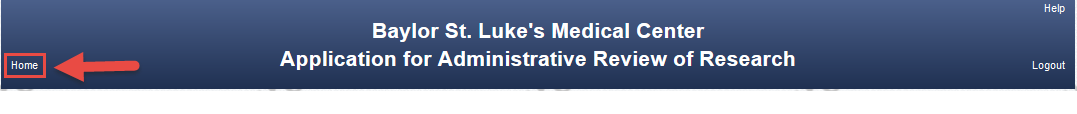 Help
Baylor St. Luke's Medical Center
Application for Administrative Review of Research
Home
Logout